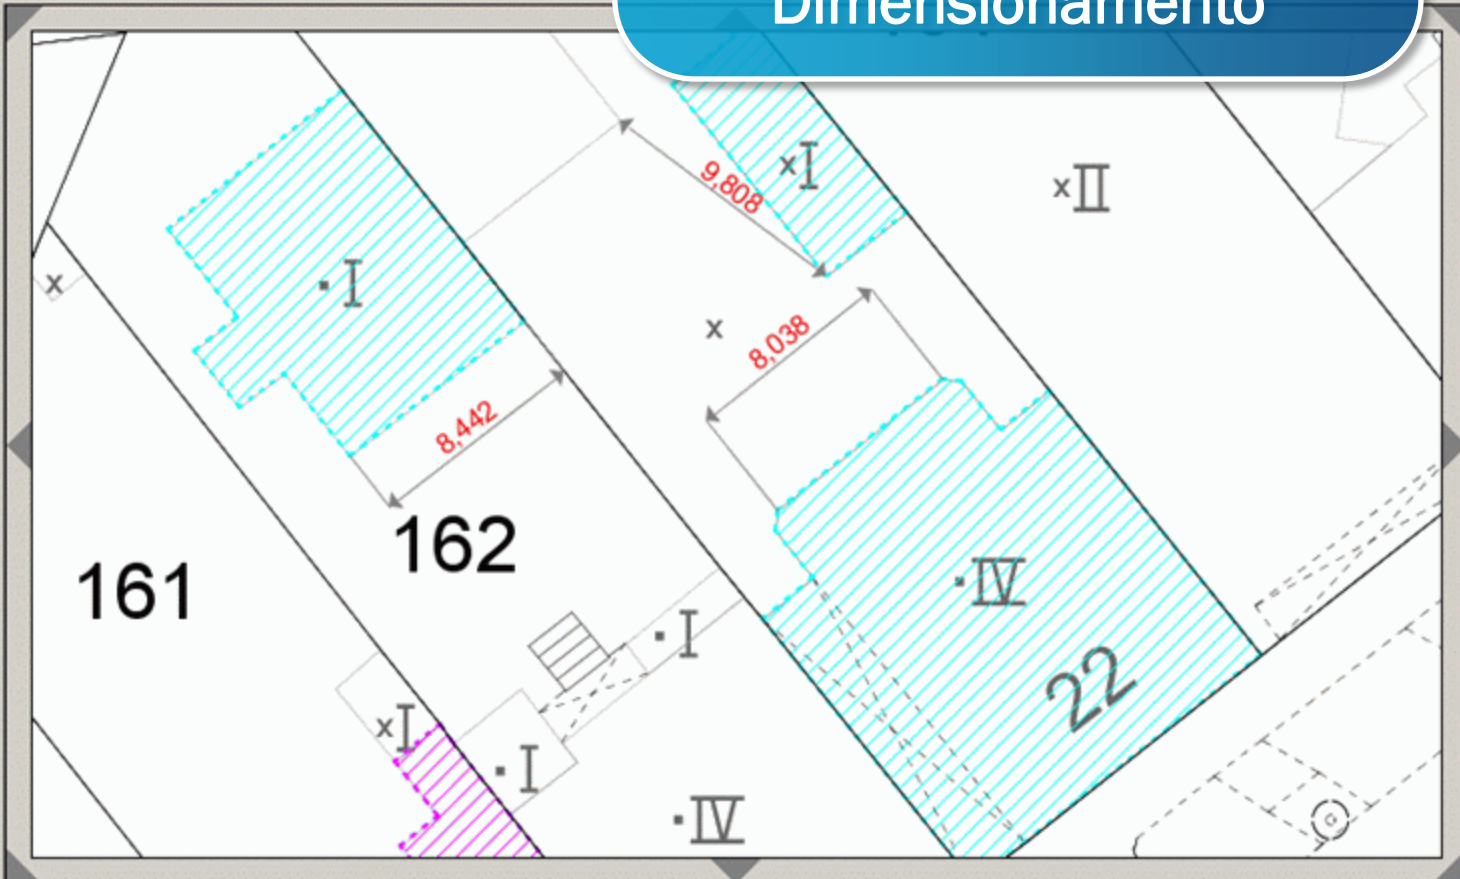 Dimensionamento
x I
9,808
x II
• I
x
x
8,038
8,442
162
161
• IV
• I
22
x I
• I
• IV